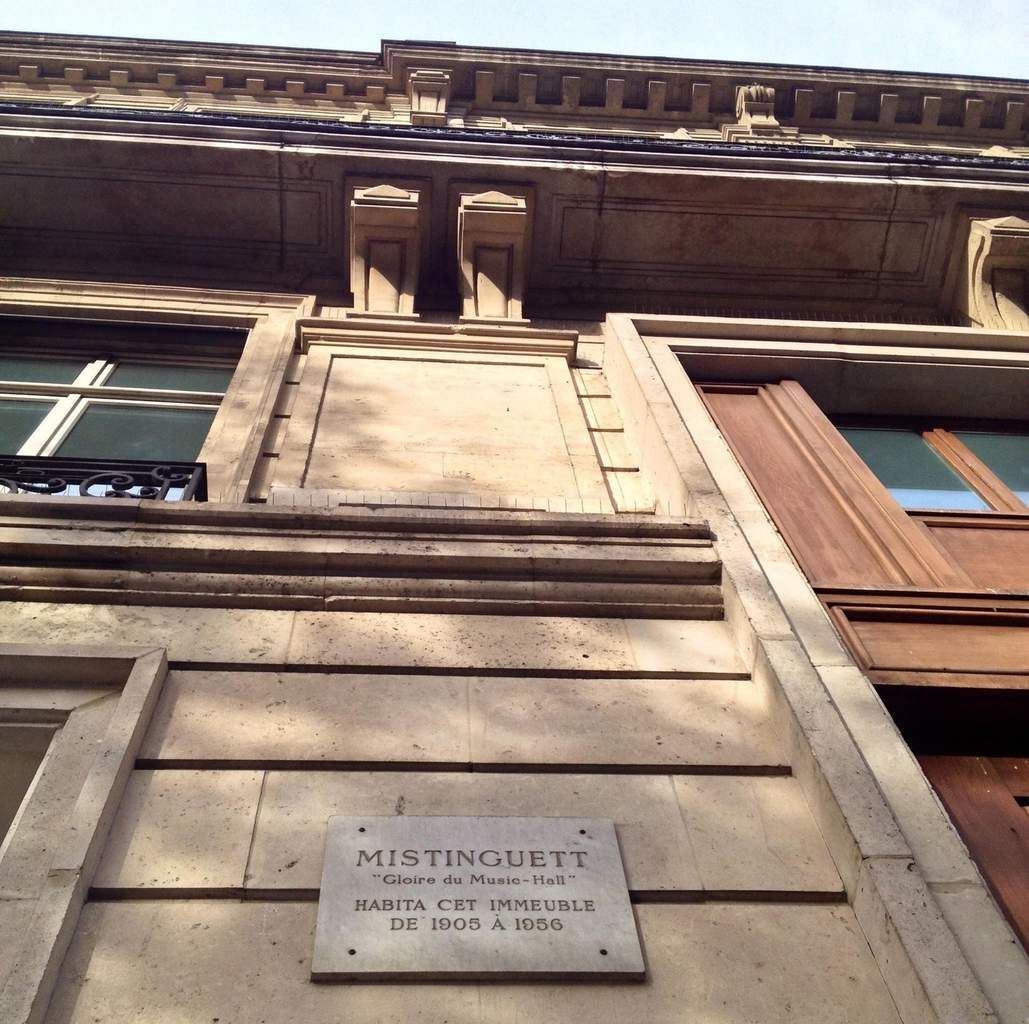 MISTINGUETT
"Gloire du Music-Hall"
HABITA CET IMMEUBLE
DE 1905 À 1956